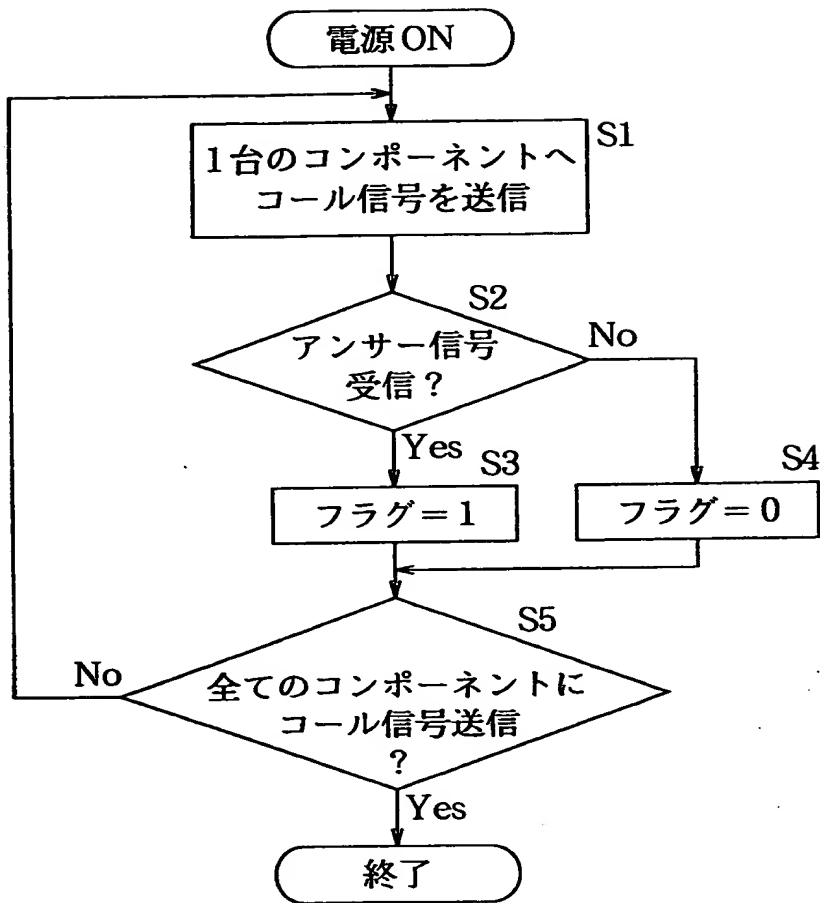 電源ON
1台のコンポーネントへ
コール信号を送信
S1
S2
アンサー信号
受信？
No
Yes
S3
フラグ＝1
S4
フラグ＝0
S5
No
全てのコンポーネントに
コール信号送信
？
Yes
終了